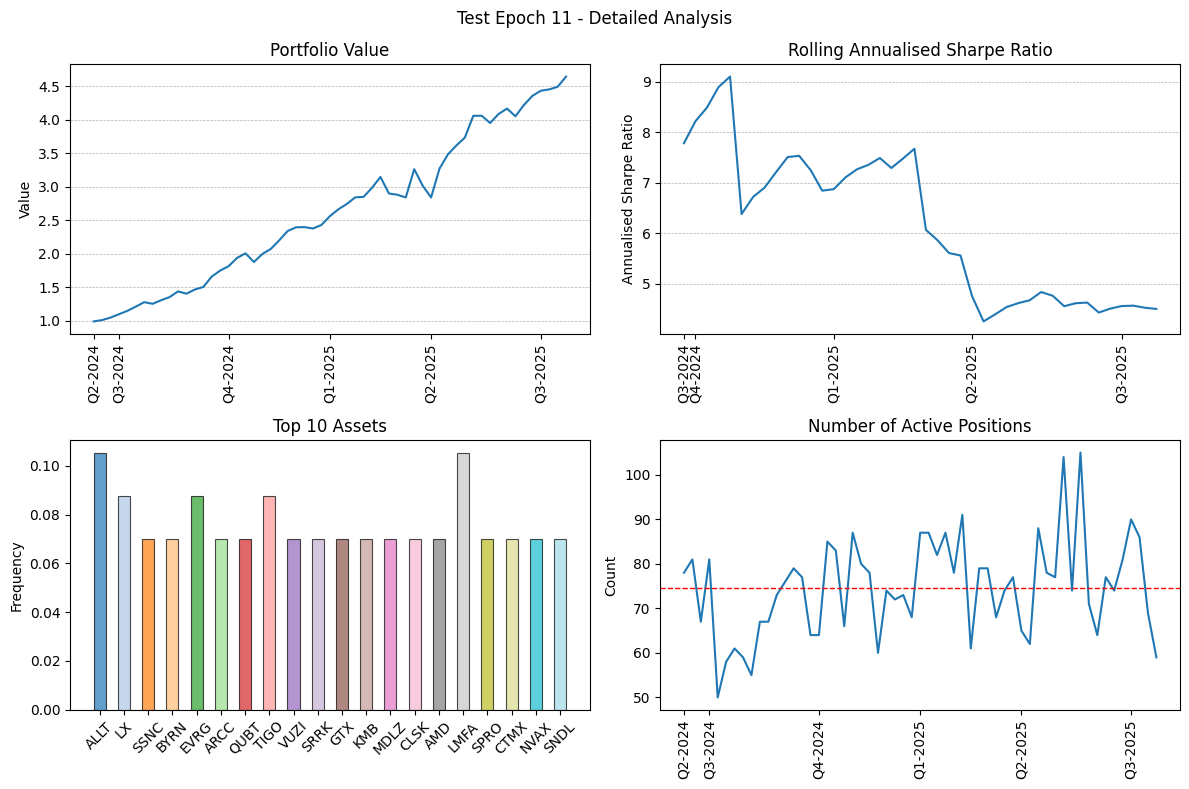 Test Epoch 11 - Detailed Analysis
Portfolio Value
Value
4.5
4.0
3.5
3.0
2.5
2.0
1.5
1.0
Q2-2024
Q3-2024
Q4-2024
Q1-2025
Q2-2025
Q3-2025
Rolling Annualised Sharpe Ratio
Annualised Sharpe Ratio
9
8
7
6
5
Q3-2024
Q4-2024
Q1-2025
Q2-2025
Q3-2025
Top 10 Assets
Frequency
0.10
0.08
0.06
0.04
0.02
0.00
ALLT
LX
SSNC
BYRN
EVRG
ARCC
QUBT
TIGO
VUZI
SRRK
GTX
KMB
MDLZ
CLSK
AMD
LMFA
SPRO
CTMX
NVAX
SNDL
Number of Active Positions
Count
100
90
80
70
60
50
Q2-2024
Q3-2024
Q4-2024
Q1-2025
Q2-2025
Q3-2025